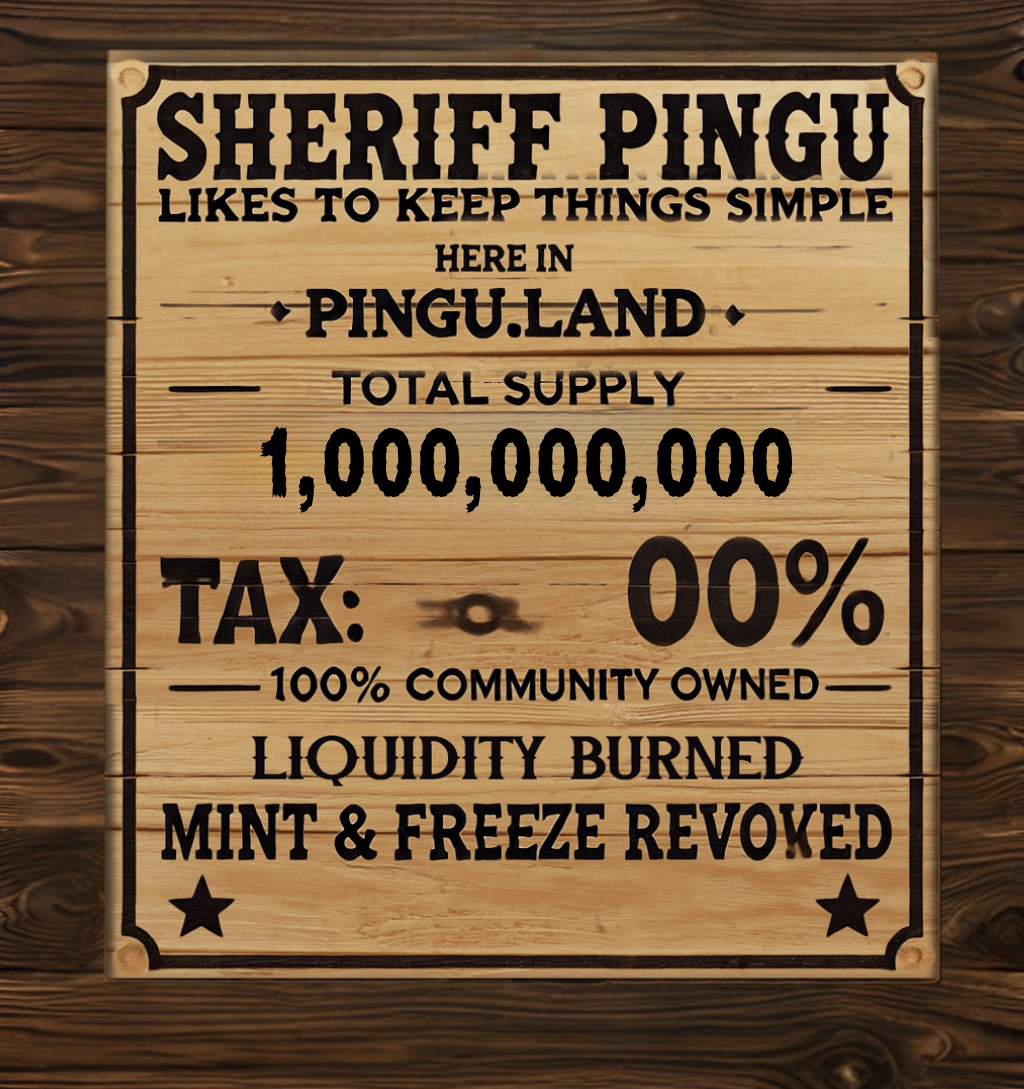 SHERIFF PINGU
LIKES TO KEEP THINGS SIMPLE
HERE IN
PINGU.LAND
TOTAL SUPPLY
1,000,000,000
TAX: 00%
100% COMMUNITY OWNED
LIQUIDITY BURNED
MINT & FREEZE REVOKED